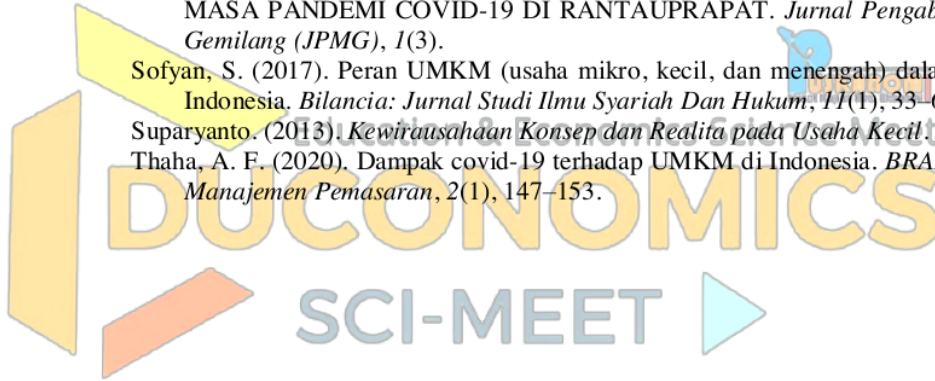 MASA PANDEMI COVID-19 DI RANTAUPRAPAT. Jurnal Pengab
Gemilang (JPMG), 1(3).
Sofyan, S. (2017). Peran UMKM (usaha mikro, kecil, dan menengah) dala
Indonesia. Bilancia: Jurnal Studi Ilmu Syariah Dan Hukum, 11(1), 33–
Suparyanto. (2013). Kewirausahaan Konsep dan Realita pada Usaha Kecil.
Thaha, A. F. (2020). Dampak covid-19 terhadap UMKM di Indonesia. BRA
Manajemen Pemasaran, 2(1), 147–153.
Education & Economics Science Meet
DUCONOMICS
SCI-MEET